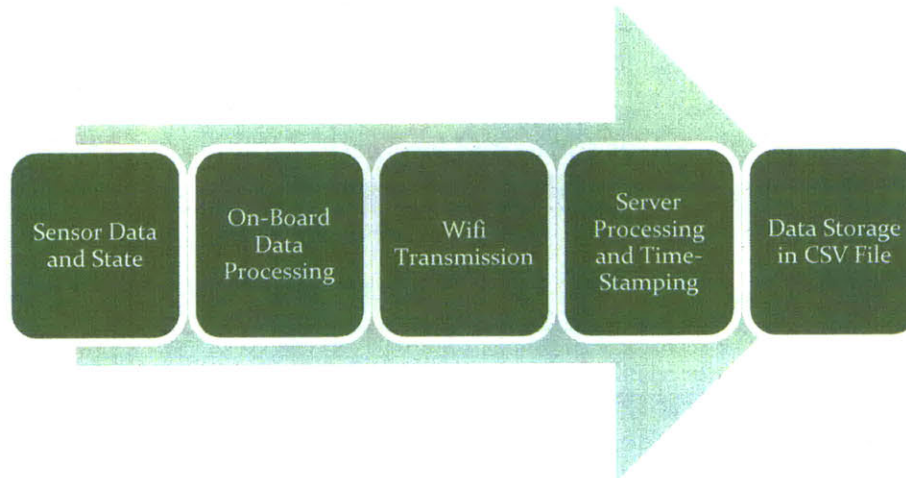 Sensor Data
and State
On-Board
Data
Processing
Wifi
Transmission
Server
Processing
and Time-
Stamping
Data Storage
in CSV File